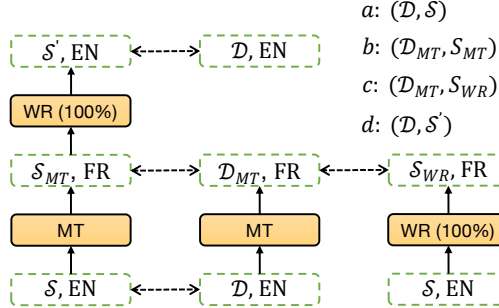 𝒮', EN
𝒟, EN
WR (100%)
𝒮_MT, FR
𝒟_MT, FR
𝒮_WR, FR
MT
MT
WR (100%)
𝒮, EN
𝒟, EN
𝒮, EN
a: (𝒟, 𝒮)
b: (𝒟_MT, 𝑆_MT)
c: (𝒟_MT, 𝑆_WR)
d: (𝒟, 𝒮')